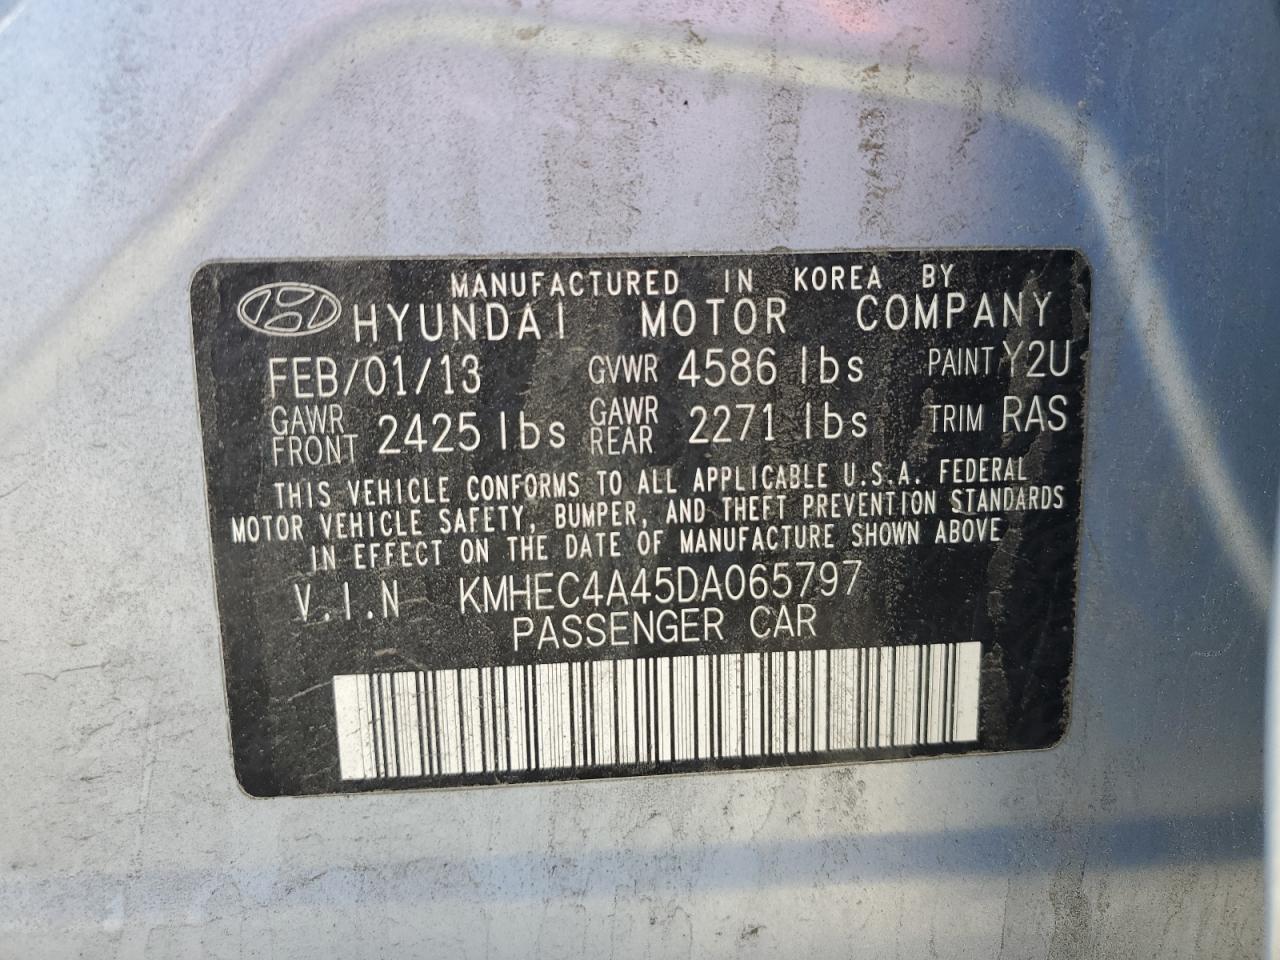 MANUFACTURED IN KOREA BY
HYUNDAI MOTOR COMPANY
FEB/01/13 GVWR 4586 lbs PAINT Y2U
GAWR FRONT 2425 lbs GAWR REAR 2271 lbs TRIM RAS
THIS VEHICLE CONFORMS TO ALL APPLICABLE U.S.A. FEDERAL
MOTOR VEHICLE SAFETY, BUMPER, AND THEFT PREVENTION STANDARDS
IN EFFECT ON THE DATE OF MANUFACTURE SHOWN ABOVE
V.I.N KMHEC4A45DA065797
PASSENGER CAR